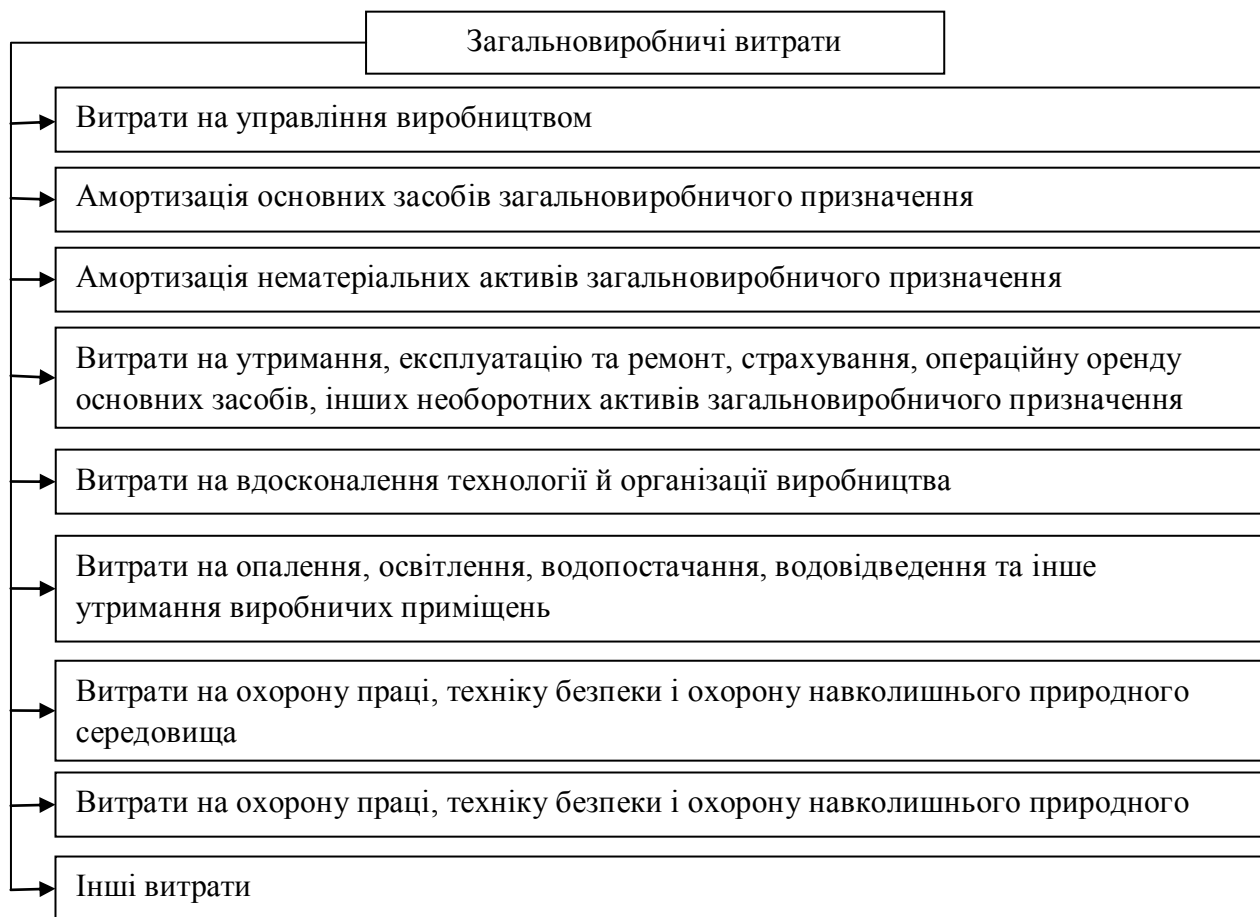 Загальновиробничі витрати
Витрати на управління виробництвом
Амортизація основних засобів загальновиробничого призначення
Амортизація нематеріальних активів загальновиробничого призначення
Витрати на утримання, експлуатацію та ремонт, страхування, операційну оренду
основних засобів, інших необоротних активів загальновиробничого призначення
Витрати на вдосконалення технології й організації виробництва
Витрати на опалення, освітлення, водопостачання, водовідведення та інше
утримання виробничих приміщень
Витрати на охорону праці, техніку безпеки і охорону навколишнього природного
середовища
Витрати на охорону праці, техніку безпеки і охорону навколишнього природного
Інші витрати